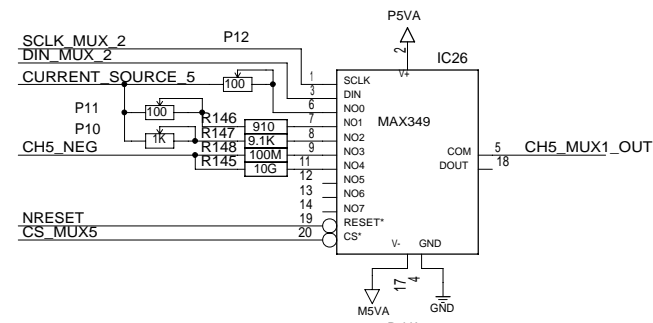 P5VA
P12
SCLK_MUX_2
DIN_MUX_2
CURRENT_SOURCE_5
IC26
2
V+
100
1
SCLK
3
DIN
6
NO0
P11
100
R146
910
7
NO1
MAX349
P10
1K
R147
9.1K
8
NO2
CH5_NEG
R148
100M
9
NO3
COM
5
CH5_MUX1_OUT
R145
10G
11
NO4
DOUT
18
12
NO5
13
NO6
14
NO7
NRESET
19
RESET*
CS_MUX5
20
CS*
V-
GND
17
4
M5VA
GND